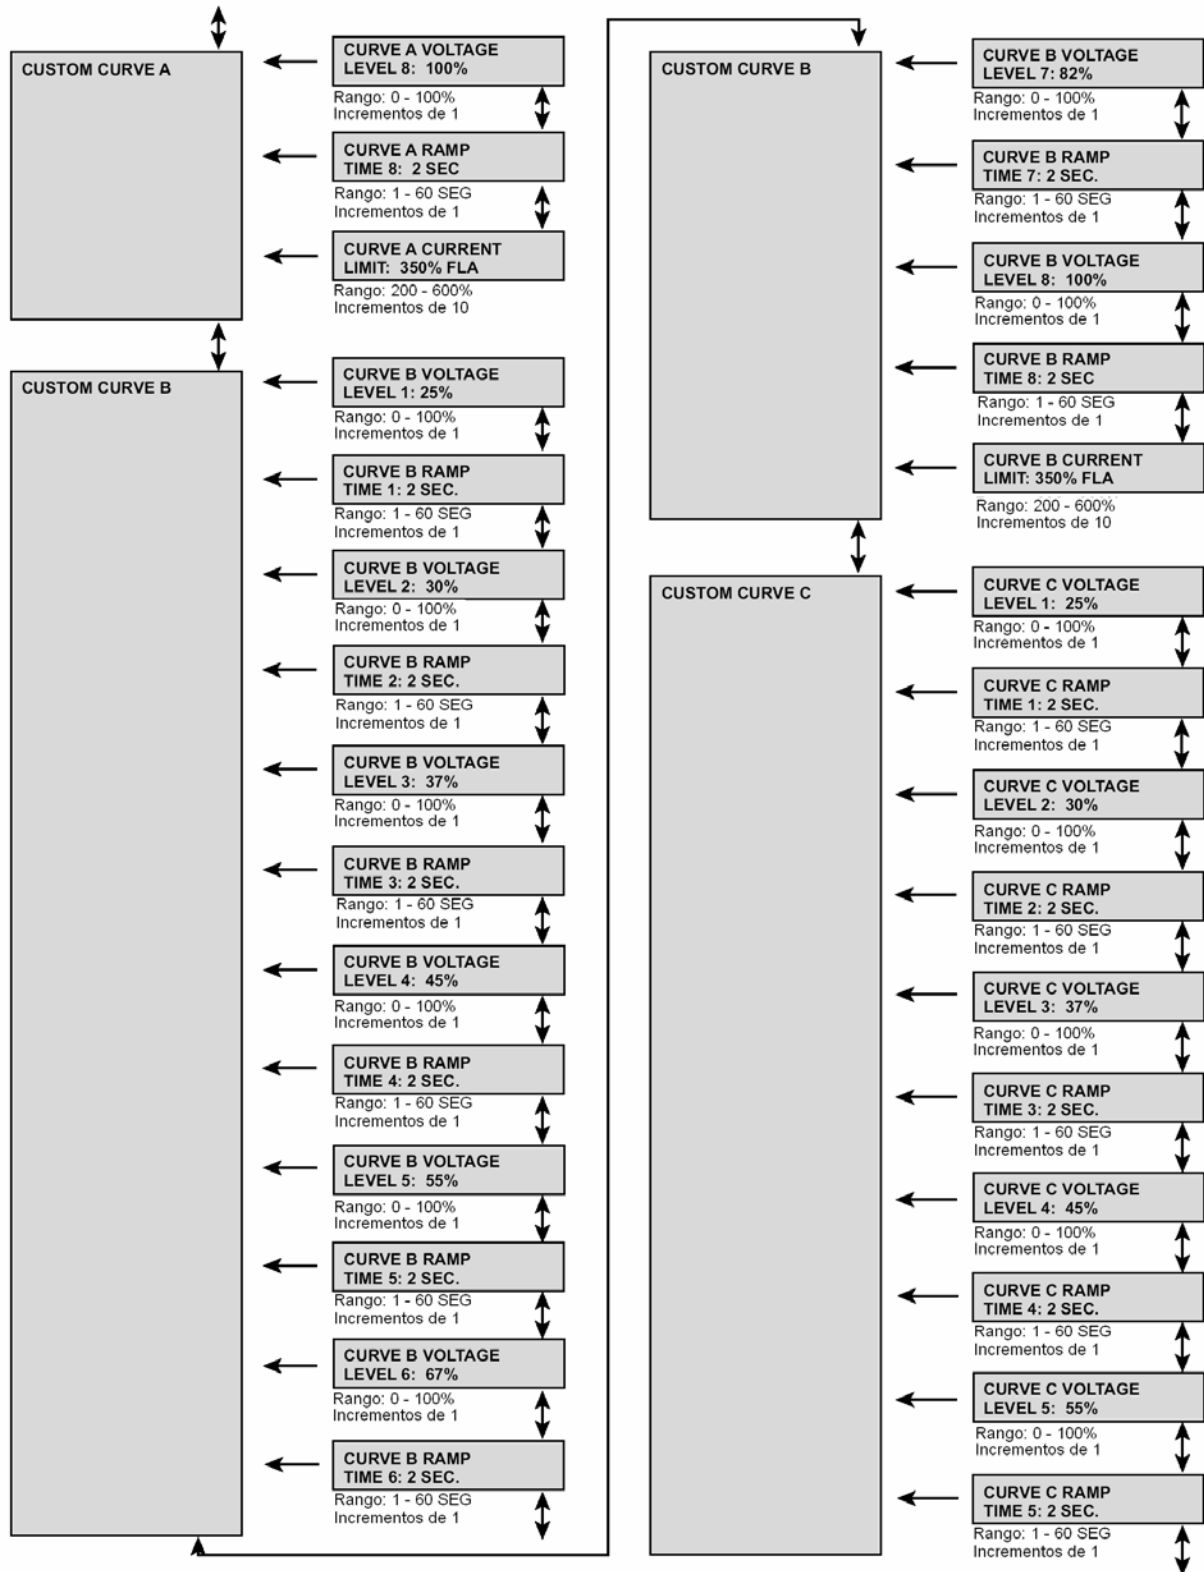 CUSTOM CURVE A
CURVE A VOLTAGE
LEVEL 8: 100%
Rango: 0 - 100%
Incrementos de 1
CURVE A RAMP
TIME 8: 2 SEC
Rango: 1 - 60 SEG
Incrementos de 1
CURVE A CURRENT
LIMIT: 350% FLA
Rango: 200 - 600%
Incrementos de 10
CUSTOM CURVE B
CURVE B VOLTAGE
LEVEL 1: 25%
Rango: 0 - 100%
Incrementos de 1
CURVE B RAMP
TIME 1: 2 SEC.
Rango: 1 - 60 SEG
Incrementos de 1
CURVE B VOLTAGE
LEVEL 2: 30%
Rango: 0 - 100%
Incrementos de 1
CURVE B RAMP
TIME 2: 2 SEC.
Rango: 1 - 60 SEG
Incrementos de 1
CURVE B VOLTAGE
LEVEL 3: 37%
Rango: 0 - 100%
Incrementos de 1
CURVE B RAMP
TIME 3: 2 SEC.
Rango: 1 - 60 SEG
Incrementos de 1
CURVE B VOLTAGE
LEVEL 4: 45%
Rango: 0 - 100%
Incrementos de 1
CURVE B RAMP
TIME 4: 2 SEC.
Rango: 1 - 60 SEG
Incrementos de 1
CURVE B VOLTAGE
LEVEL 5: 55%
Rango: 0 - 100%
Incrementos de 1
CURVE B RAMP
TIME 5: 2 SEC.
Rango: 1 - 60 SEG
Incrementos de 1
CURVE B VOLTAGE
LEVEL 6: 67%
Rango: 0 - 100%
Incrementos de 1
CURVE B RAMP
TIME 6: 2 SEC.
Rango: 1 - 60 SEG
Incrementos de 1
CUSTOM CURVE B
CURVE B VOLTAGE
LEVEL 7: 82%
Rango: 0 - 100%
Incrementos de 1
CURVE B RAMP
TIME 7: 2 SEC.
Rango: 1 - 60 SEG
Incrementos de 1
CURVE B VOLTAGE
LEVEL 8: 100%
Rango: 0 - 100%
Incrementos de 1
CURVE B RAMP
TIME 8: 2 SEC
Rango: 1 - 60 SEG
Incrementos de 1
CURVE B CURRENT
LIMIT: 350% FLA
Rango: 200 - 600%
Incrementos de 10
CUSTOM CURVE C
CURVE C VOLTAGE
LEVEL 1: 25%
Rango: 0 - 100%
Incrementos de 1
CURVE C RAMP
TIME 1: 2 SEC.
Rango: 1 - 60 SEG
Incrementos de 1
CURVE C VOLTAGE
LEVEL 2: 30%
Rango: 0 - 100%
Incrementos de 1
CURVE C RAMP
TIME 2: 2 SEC.
Rango: 1 - 60 SEG
Incrementos de 1
CURVE C VOLTAGE
LEVEL 3: 37%
Rango: 0 - 100%
Incrementos de 1
CURVE C RAMP
TIME 3: 2 SEC.
Rango: 1 - 60 SEG
Incrementos de 1
CURVE C VOLTAGE
LEVEL 4: 45%
Rango: 0 - 100%
Incrementos de 1
CURVE C RAMP
TIME 4: 2 SEC.
Rango: 1 - 60 SEG
Incrementos de 1
CURVE C VOLTAGE
LEVEL 5: 55%
Rango: 0 - 100%
Incrementos de 1
CURVE C RAMP
TIME 5: 2 SEC.
Rango: 1 - 60 SEG
Incrementos de 1